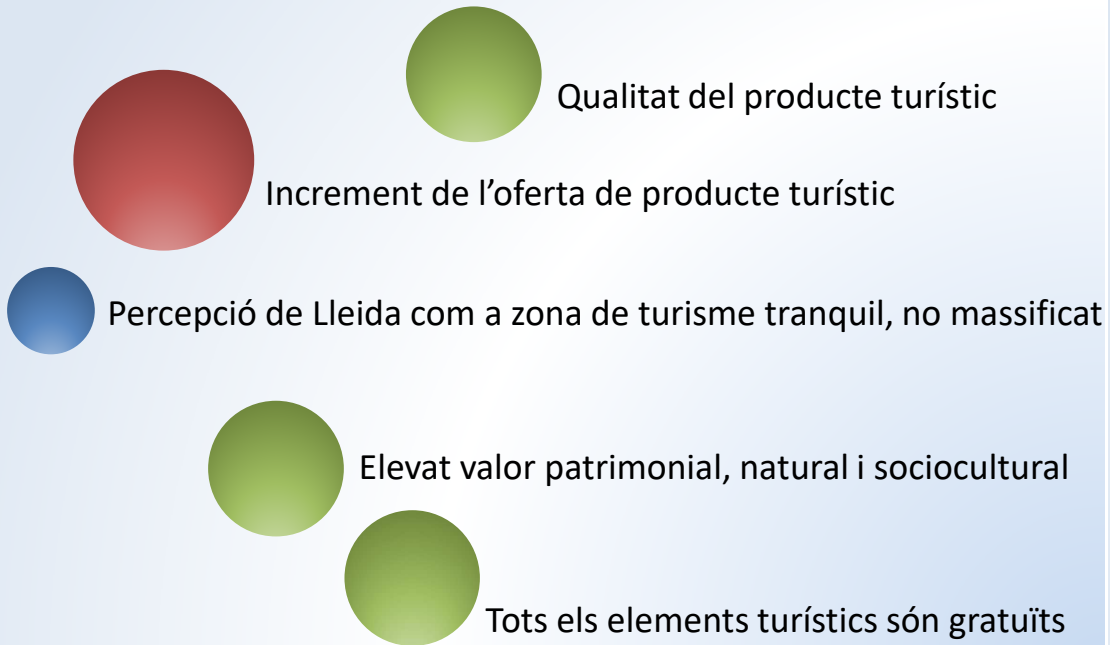 Qualitat del producte turístic
Increment de l’oferta de producte turístic
Percepció de Lleida com a zona de turisme tranquil, no massificat
Elevat valor patrimonial, natural i sociocultural
Tots els elements turístics són gratuïts